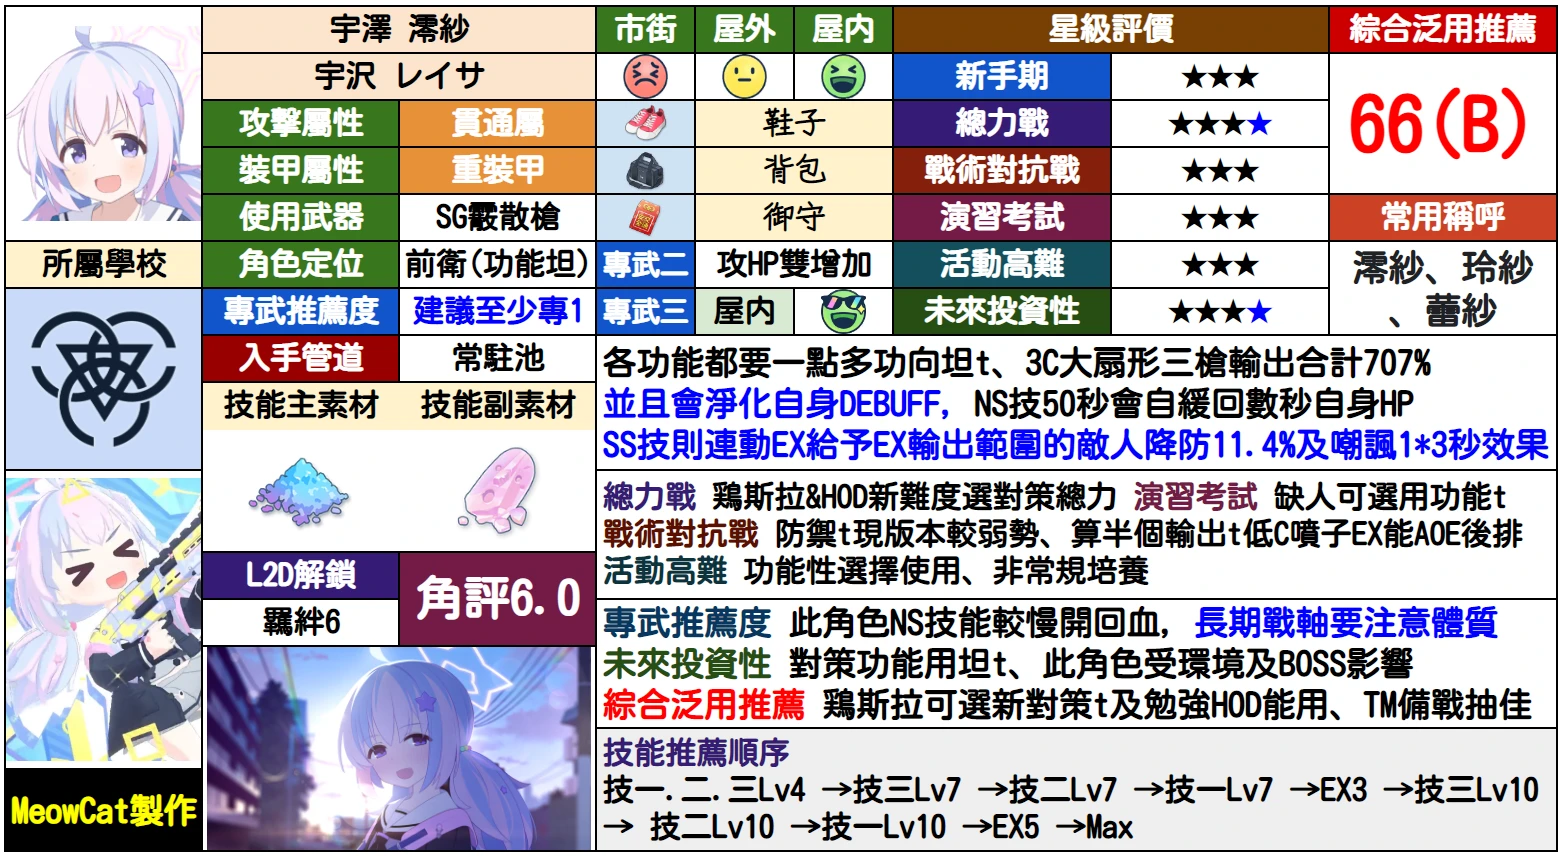 宇澤 澪紗
宇沢 レイサ
市街 屋外 屋内
星級評價
綜合泛用推薦
新手期 ★★★
66(B)
攻擊屬性 貫通屬
鞋子
總力戰 ★★★★
裝甲屬性 重裝甲
背包
戰術對抗戰 ★★★
使用武器 SG霰散槍
御守
演習考試 ★★★
常用稱呼
所屬學校
角色定位 前衛(功能坦)
專武二 攻HP雙增加
活動高難 ★★★
澪紗、玲紗
、蕾紗
專武推薦度 建議至少專1
專武三 屋内
未來投資性 ★★★★
入手管道 常駐池
技能主素材 技能副素材
各功能都要一點多功向坦t、3C大扇形三槍輸出合計707%
並且會淨化自身DEBUFF, NS技50秒會自緩回數秒自身HP
SS技則連動EX給予EX輸出範圍的敵人降防11.4%及嘲諷1*3秒效果
總力戰 鶏斯拉&HOD新難度選對策總力 演習考試 缺人可選用功能t
戰術對抗戰 防禦t現版本較弱勢、算半個輸出t低C噴子EX能AOE後排
活動高難 功能性選擇使用、非常規培養
L2D解鎖
羈絆6
角評6.0
專武推薦度 此角色NS技能較慢開回血, 長期戰軸要注意體質
未來投資性 對策功能用坦t、此角色受環境及BOSS影響
綜合泛用推薦 鶏斯拉可選新對策t及勉強HOD能用、TM備戰抽佳
技能推薦順序
技一.二.三Lv4 →技三Lv7 →技二Lv7 →技一Lv7 →EX3 →技三Lv10
→ 技二Lv10 →技一Lv10 →EX5 →Max
MeowCat製作